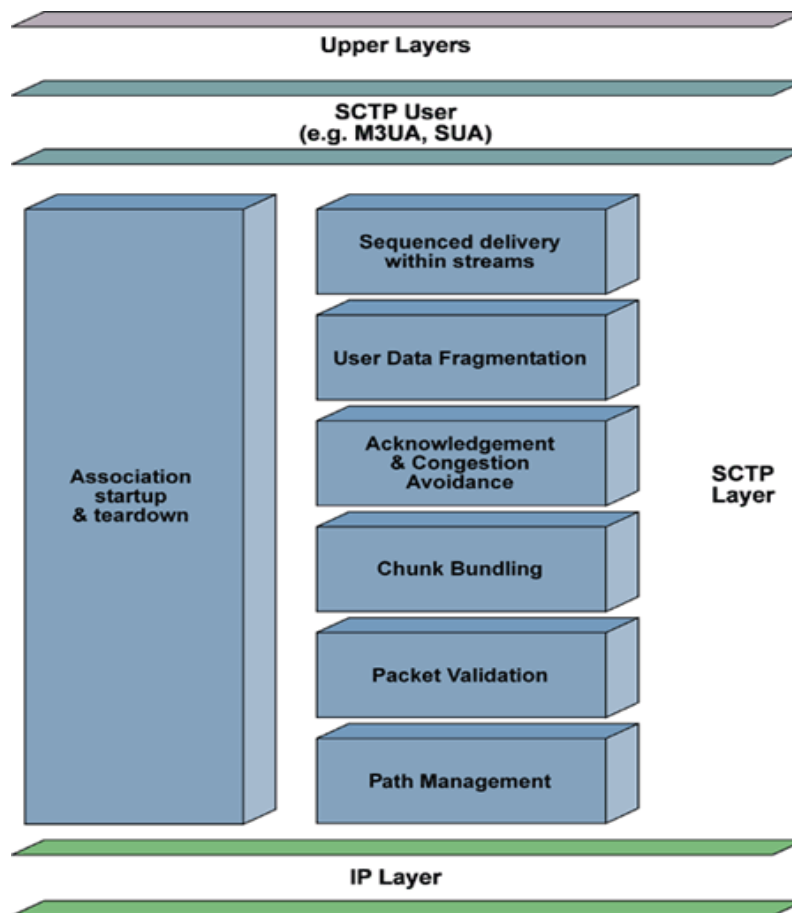 Upper Layers
SCTP User
(e.g. M3UA, SUA)
Association
startup
& teardown
Sequenced delivery
within streams
User Data Fragmentation
Acknowledgement
& Congestion
Avoidance
Chunk Bundling
Packet Validation
Path Management
SCTP
Layer
IP Layer